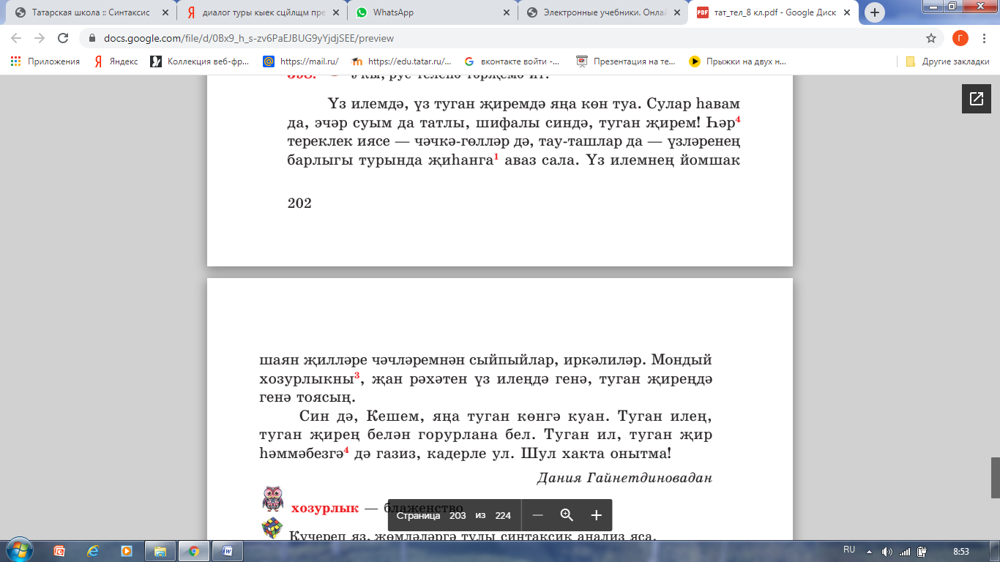 Татарская школа :: Синтаксис
диалог туры кыек сцйлщм пре
WhatsApp
Электронные учебники. Онлай
тат_тел_8 кл.pdf - Google Диск
docs.google.com/file/d/0Bx9_h_s-zv6PaEJBUG9yYjdjSEE/preview
Г
Приложения Яндекс Коллекция веб-фр... https://mail.ru/ https://edu.tatar.ru/... вконтакте войти -... Презентация на те... Прыжки на двух н... Другие закладки
Үз илемдә, үз туган җиремдә яңа көн туа. Сулар һавам
да, эчәр суым да татлы, шифалы синдә, туган җирем! Һәр4
тереклек иясе — чәчкә-гөлләр дә, тау-ташлар да — үзләренең
барлыгы турында җиһанга1 аваз сала. Үз илемнең йомшак
202
шаян җилләре чәчләремнән сыйпыйлар, иркәлиләр. Мондый
хозурлыкны3, җан рәхәтен үз илеңдә генә, туган җиреңдә
генә тоясың.
Син дә, Кешем, яңа туган көнгә куан. Туган илең,
туган җирең белән горурлана бел. Туган ил, туган җир
һәммәбезгә4 дә газиз, кадерле ул. Шул хакта онытма!
Дания Гайнетдиновадан
хозурлык — блаженство
Страница 203 из 224
Күчереп яз, җөмләләргә тулы синтаксик анализ яса.
RU 8:53